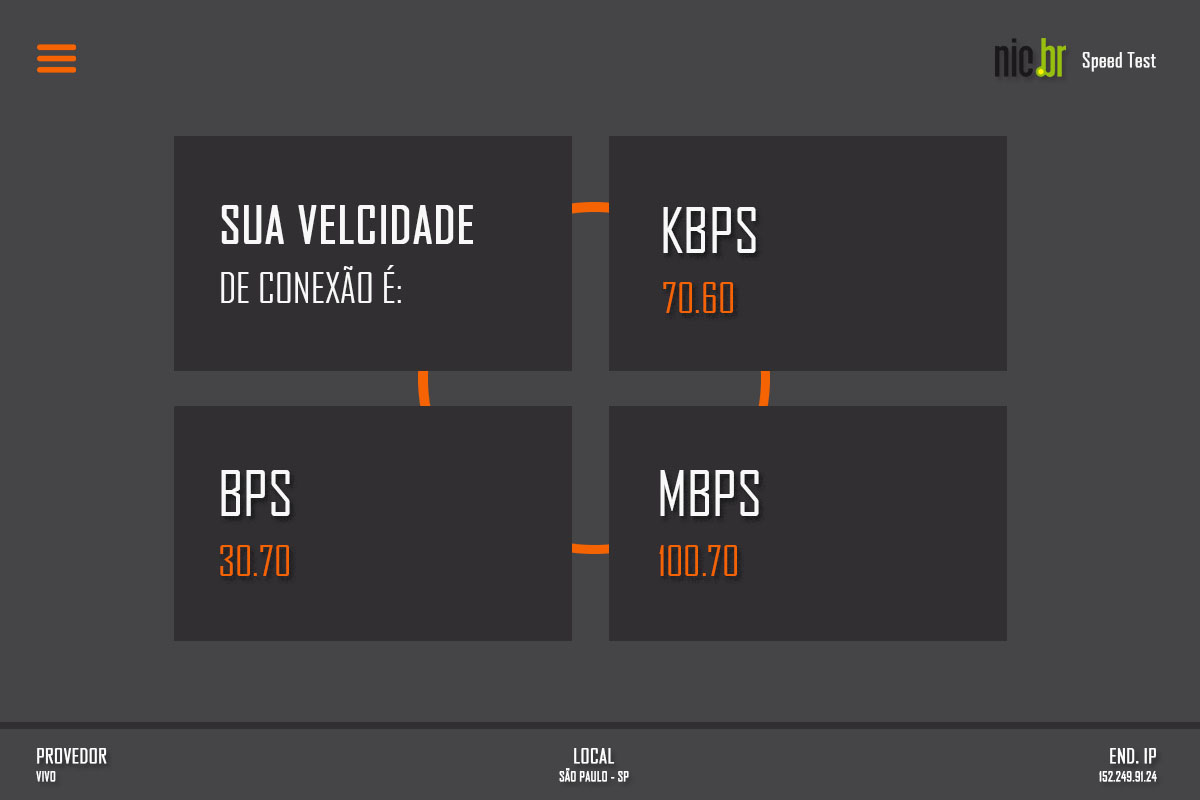 nic.br Speed Test
SUA VELCIDADE
DE CONEXÃO É:
KBPS
70.60
BPS
30.70
MBPS
100.70
PROVEDOR
VIVO
LOCAL
SÃO PAULO - SP
END. IP
152.249.91.24